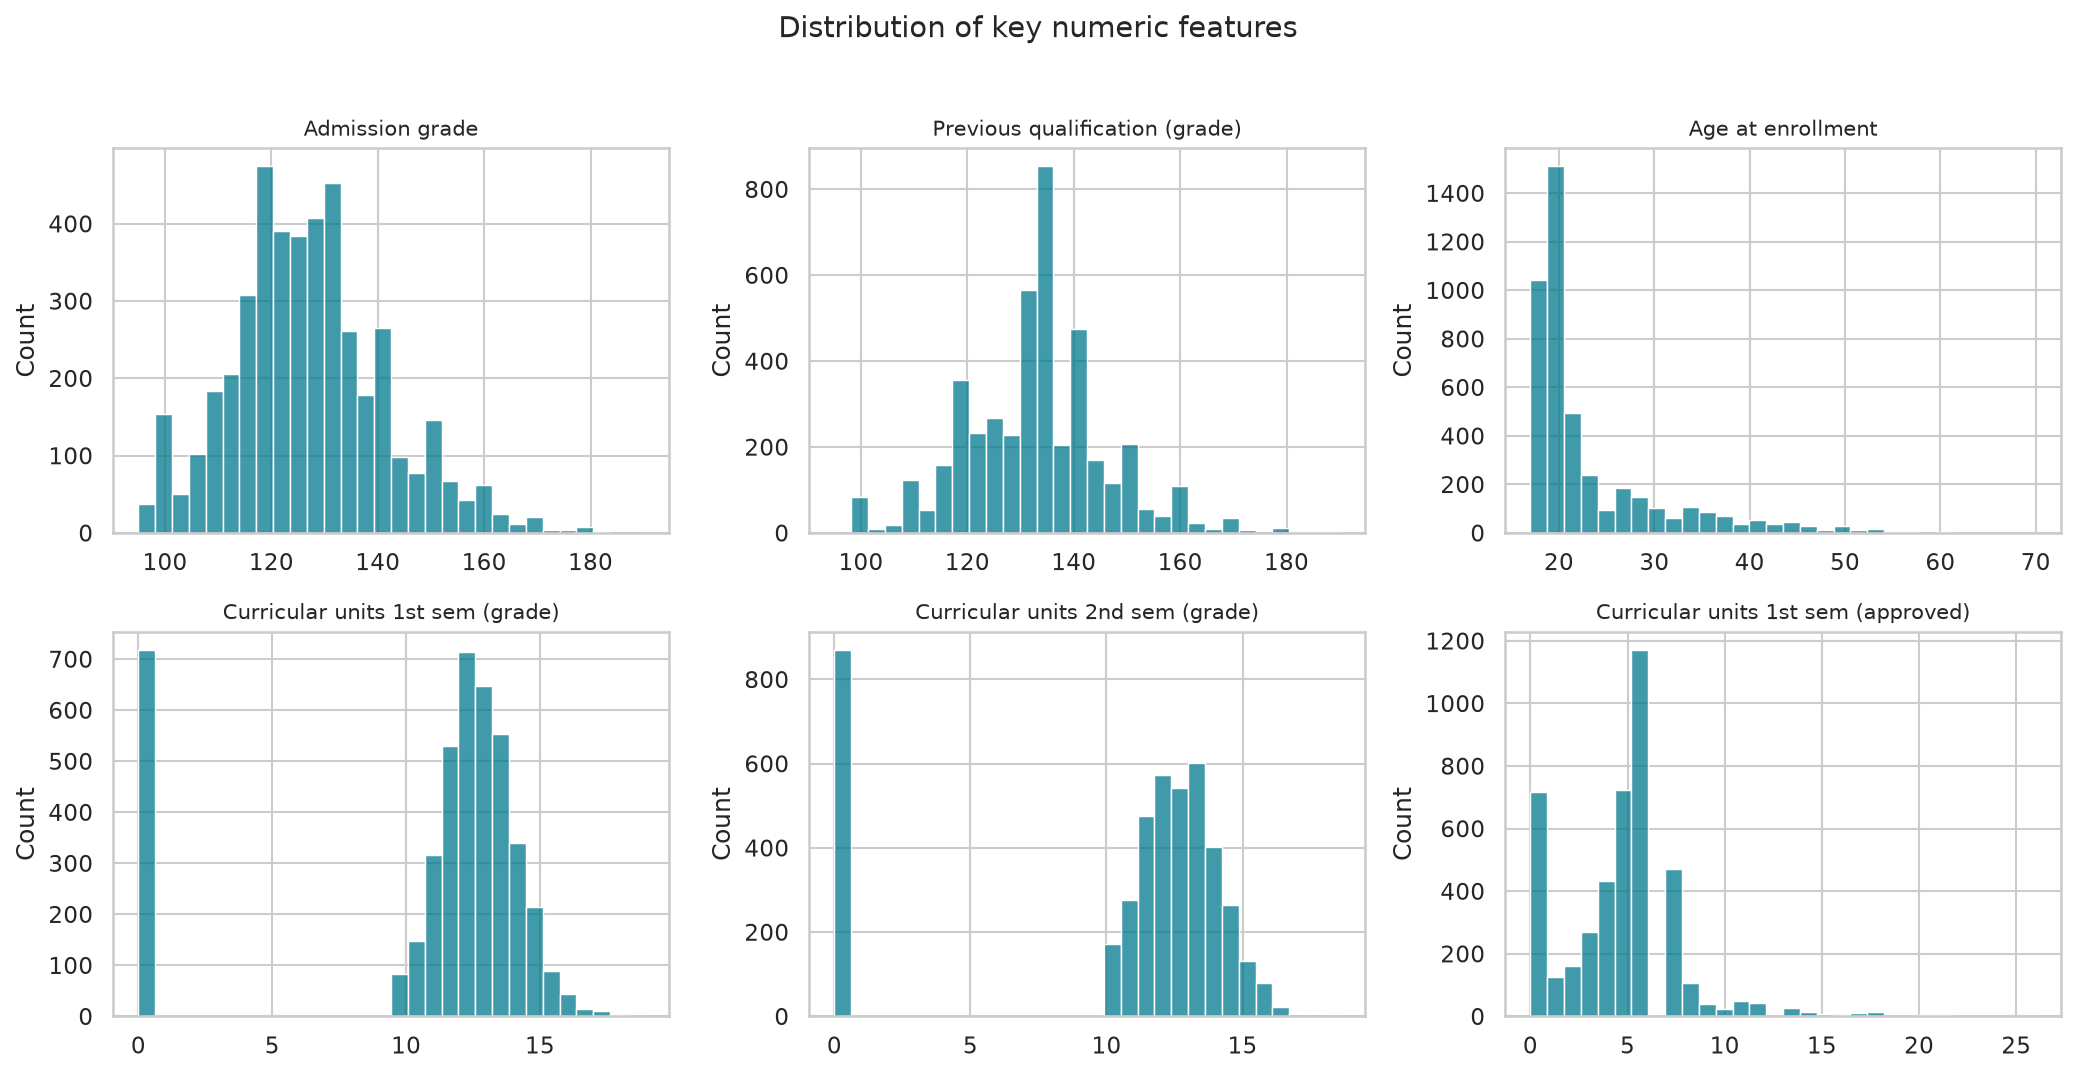 Distribution of key numeric features
Admission grade
Count
400
300
200
100
0
100 120 140 160 180
Previous qualification (grade)
Count
800
600
400
200
0
100 120 140 160 180
Age at enrollment
Count
1400
1200
1000
800
600
400
200
0
20 30 40 50 60 70
Curricular units 1st sem (grade)
Count
700
600
500
400
300
200
100
0
0 5 10 15
Curricular units 2nd sem (grade)
Count
800
600
400
200
0
0 5 10 15
Curricular units 1st sem (approved)
Count
1200
1000
800
600
400
200
0
0 5 10 15 20 25